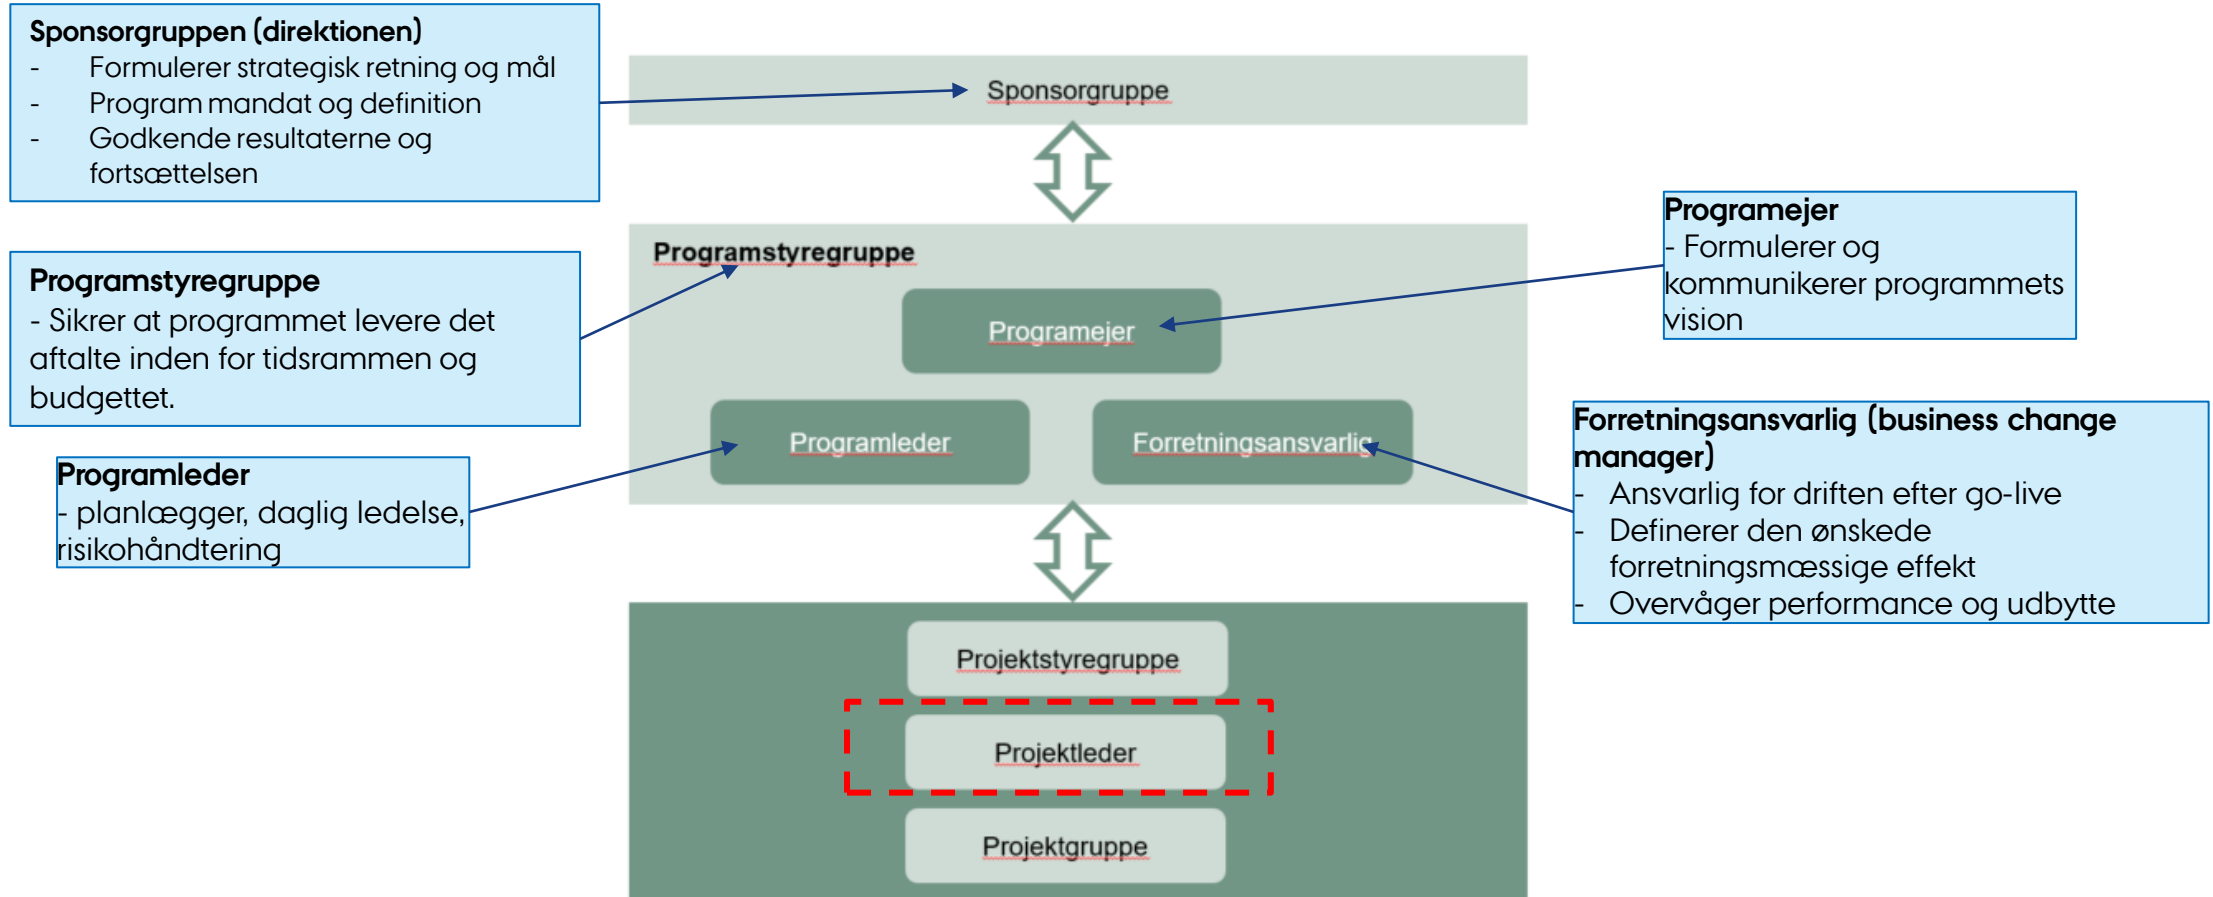 Sponsorgruppen (direktionen)
- Formulerer strategisk retning og mål
- Program mandat og definition
- Godkende resultaterne og
fortsættelsen
Sponsorgruppe
Programstyregruppe
- Sikrer at programmet levere det
aftalte inden for tidsrammen og
budgettet.
Programstyregruppe
Programejer
Programejer
- Formulerer og
kommunikerer programmets
vision
Programleder
- planlægger, daglig ledelse,
risikohåndtering
Programleder
Forretningsansvarlig
Forretningsansvarlig (business change
manager)
- Ansvarlig for driften efter go-live
- Definerer den ønskede
forretningsmæssige effekt
- Overvåger performance og udbytte
Projektstyregruppe
Projektleder
Projektgruppe